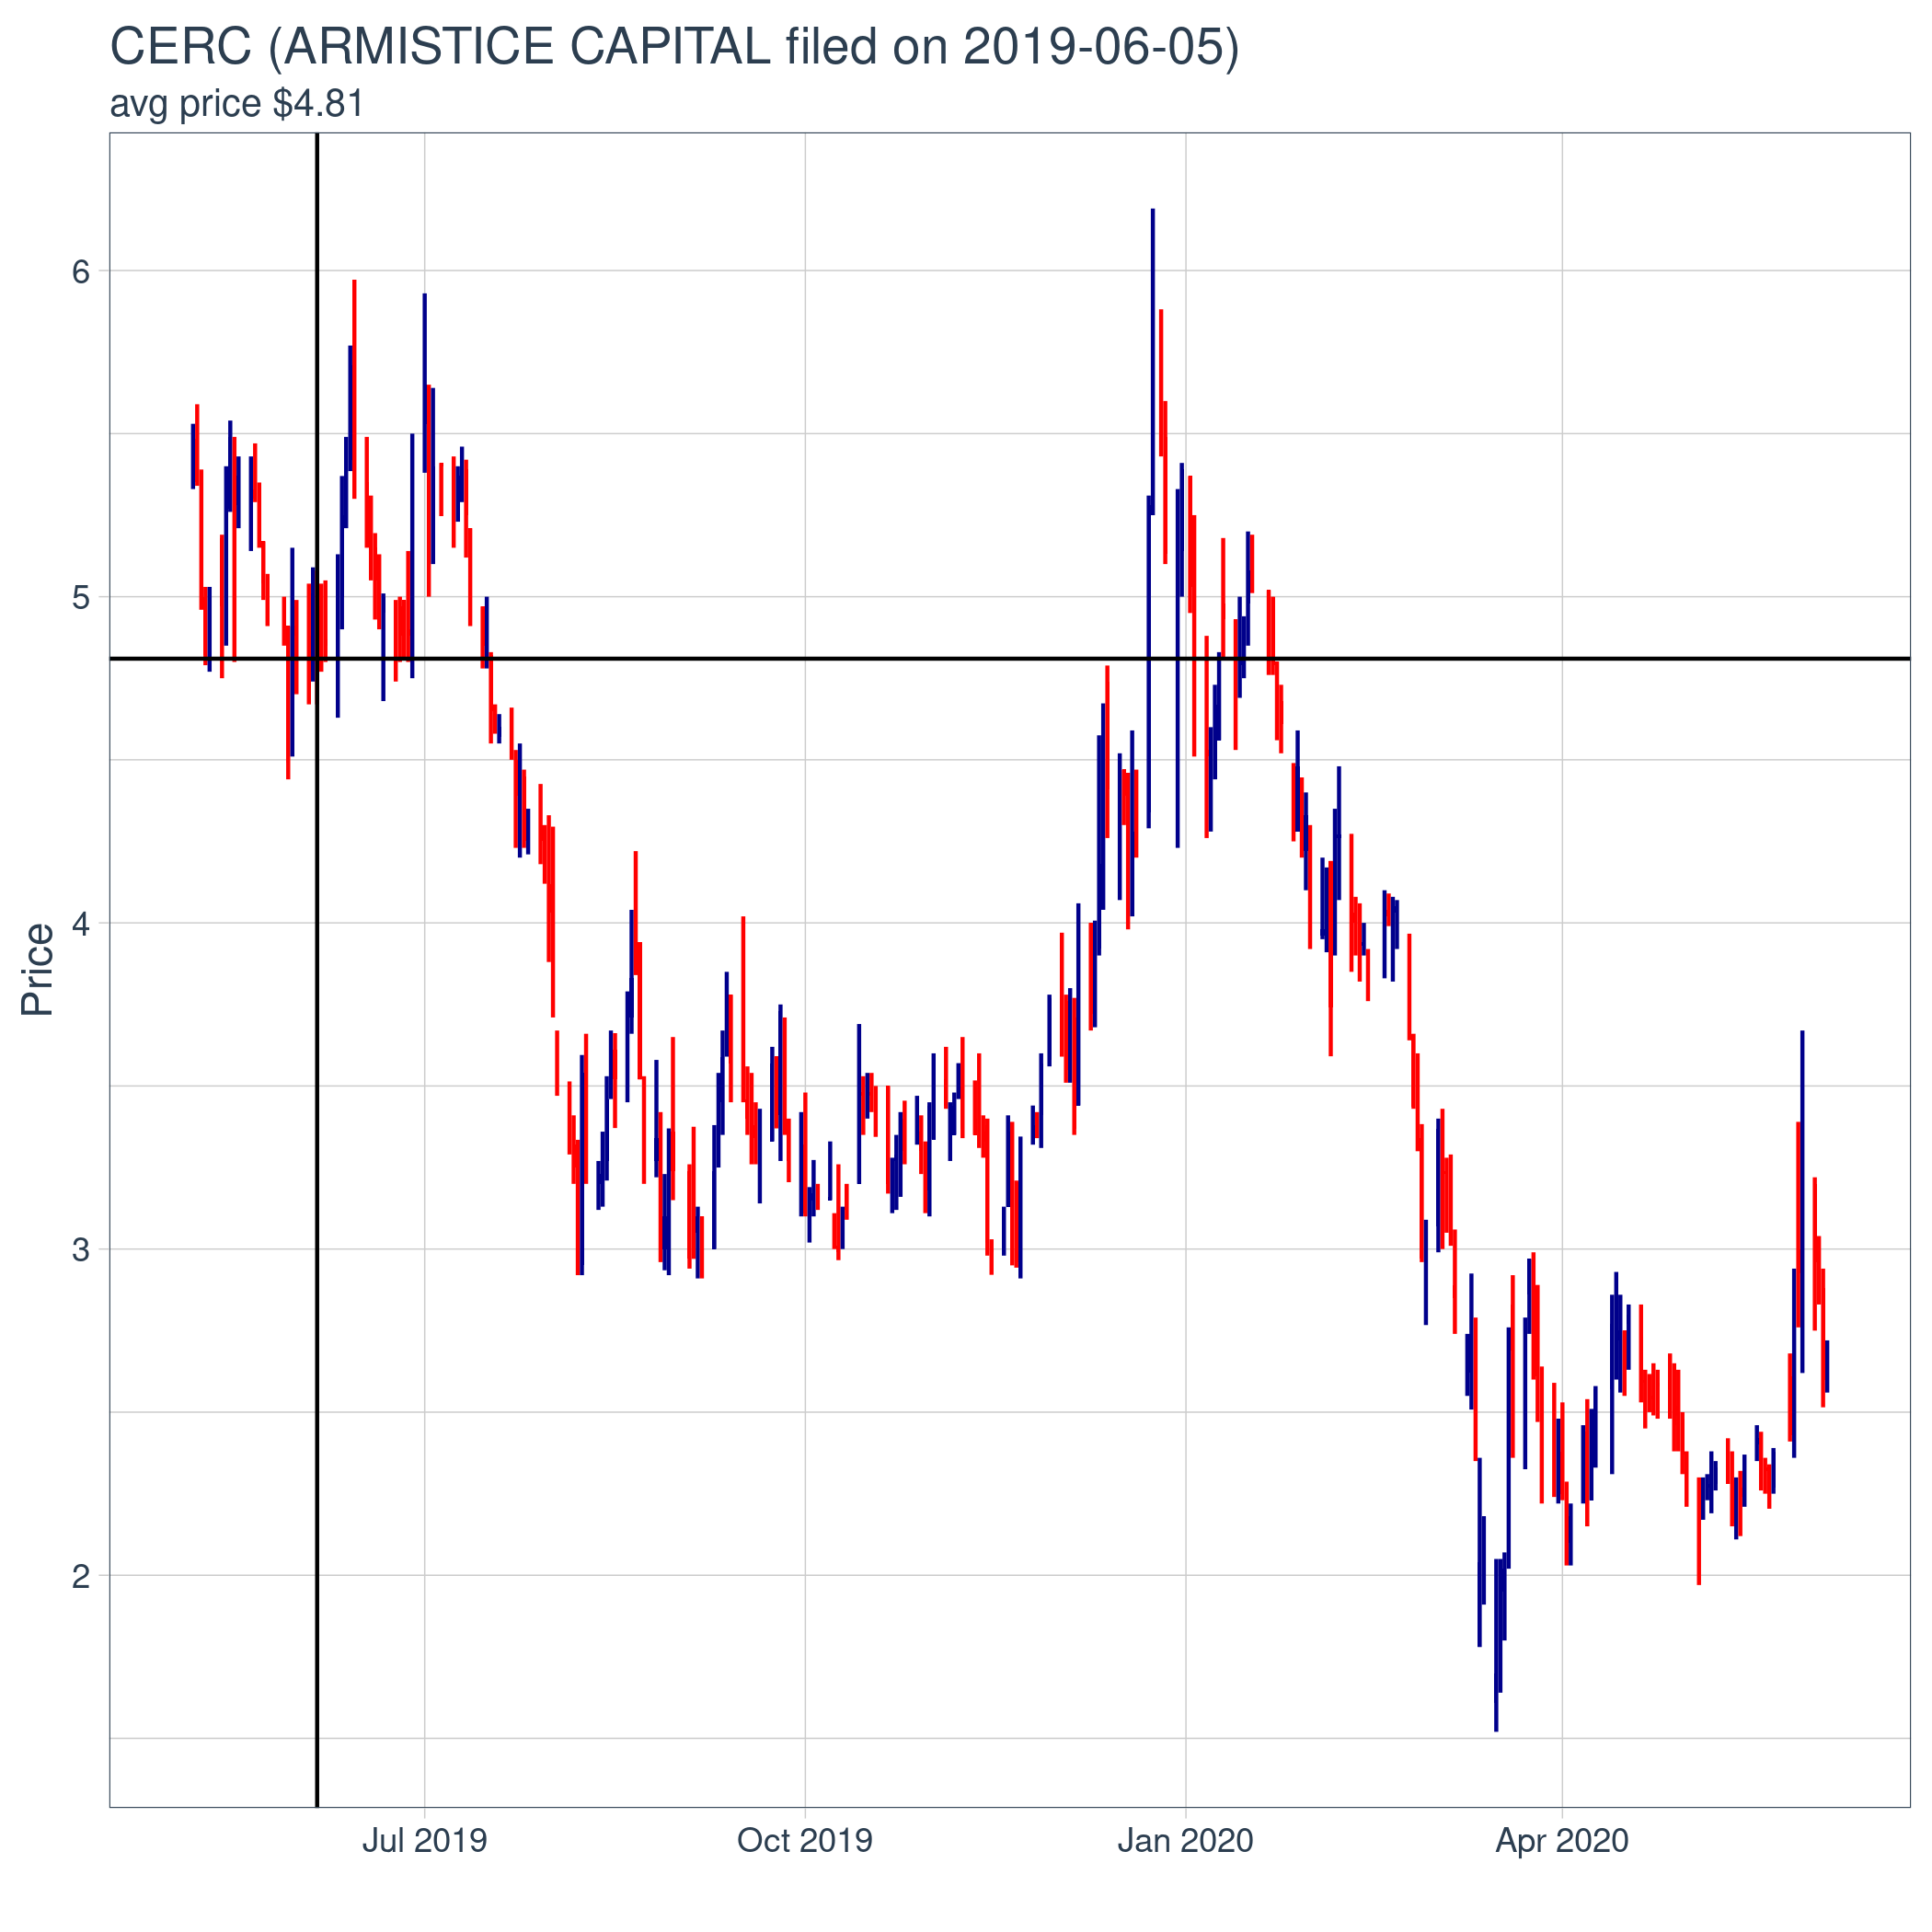 CERC (ARMISTICE CAPITAL filed on 2019-06-05)
avg price $4.81
6
5
4
3
2
Price
Jul 2019
Oct 2019
Jan 2020
Apr 2020